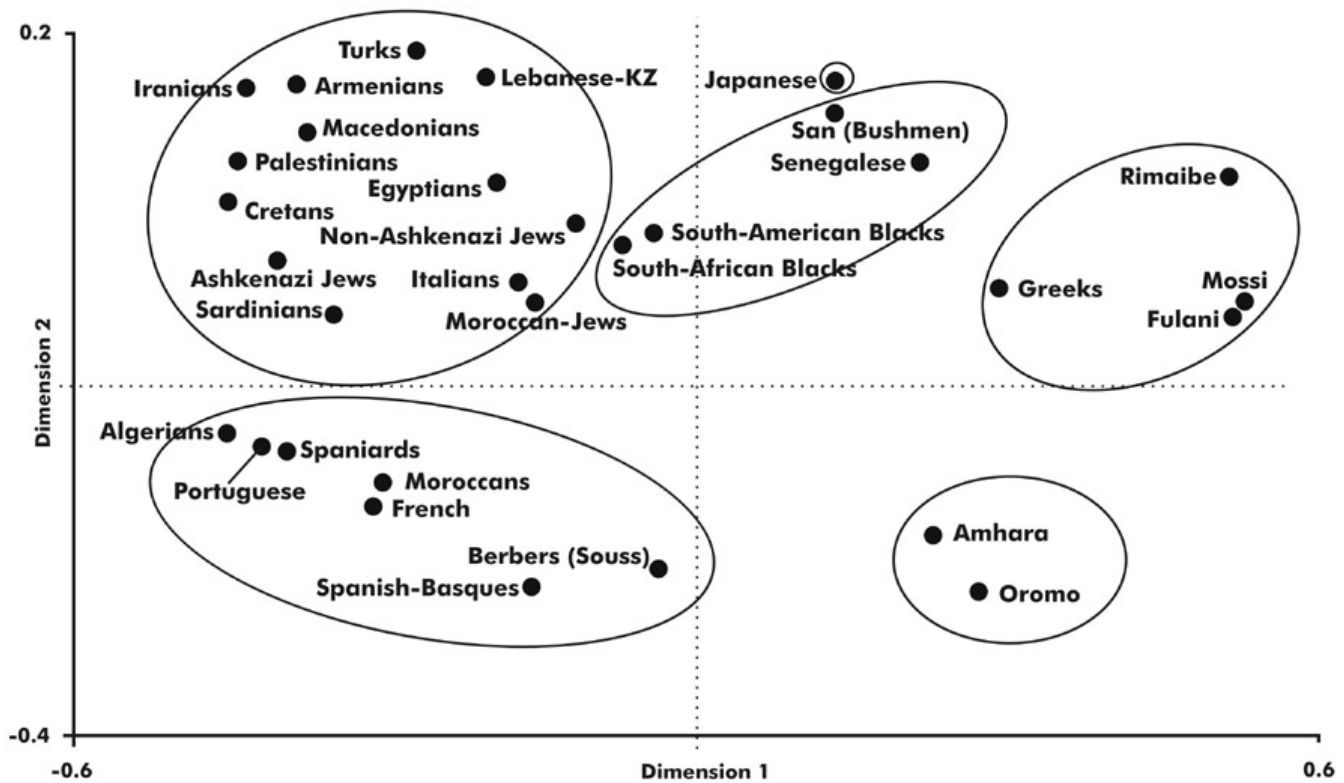 0.2
Turks
Lebanese-KZ
Japanese
Iranians
Armenians
Macedonians
San (Bushmen)
Palestinians
Senegalese
Egyptians
Rimaibe
Cretans
Non-Ashkenazi Jews
South-American Blacks
South-African Blacks
Ashkenazi Jews
Italians
Greeks
Mossi
Sardinians
Moroccan-Jews
Fulani
Dimension 2
Algerians
Spaniards
Portuguese
Moroccans
French
Amhara
Berbers (Souss)
Spanish-Basques
Oromo
-0.4
-0.6
Dimension 1
0.6